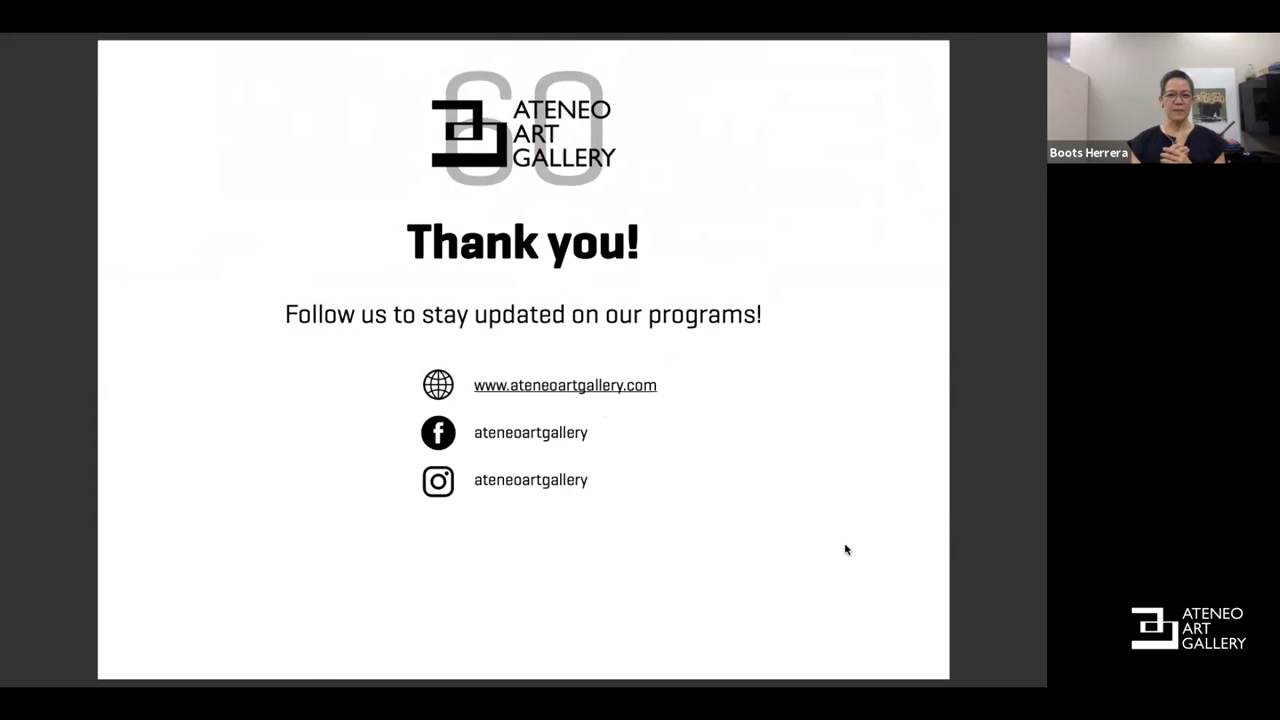 60
ATENEO
ART
GALLERY
Thank you!
Follow us to stay updated on our programs!
www.ateneoartgallery.com
ateneoartgallery
ateneoartgallery
Boots Herrera
ATENEO
ART
GALLERY